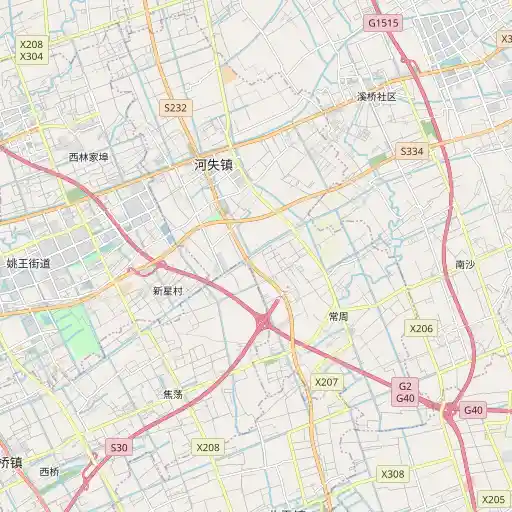 G1515
X208
X304
溪桥社区
S232
S334
西林家埠
河失镇
姚王街道
南沙
新星村
常周
X206
X207
G2
G40
G40
焦荡
S30
X208
桥镇
西桥
X308
X205